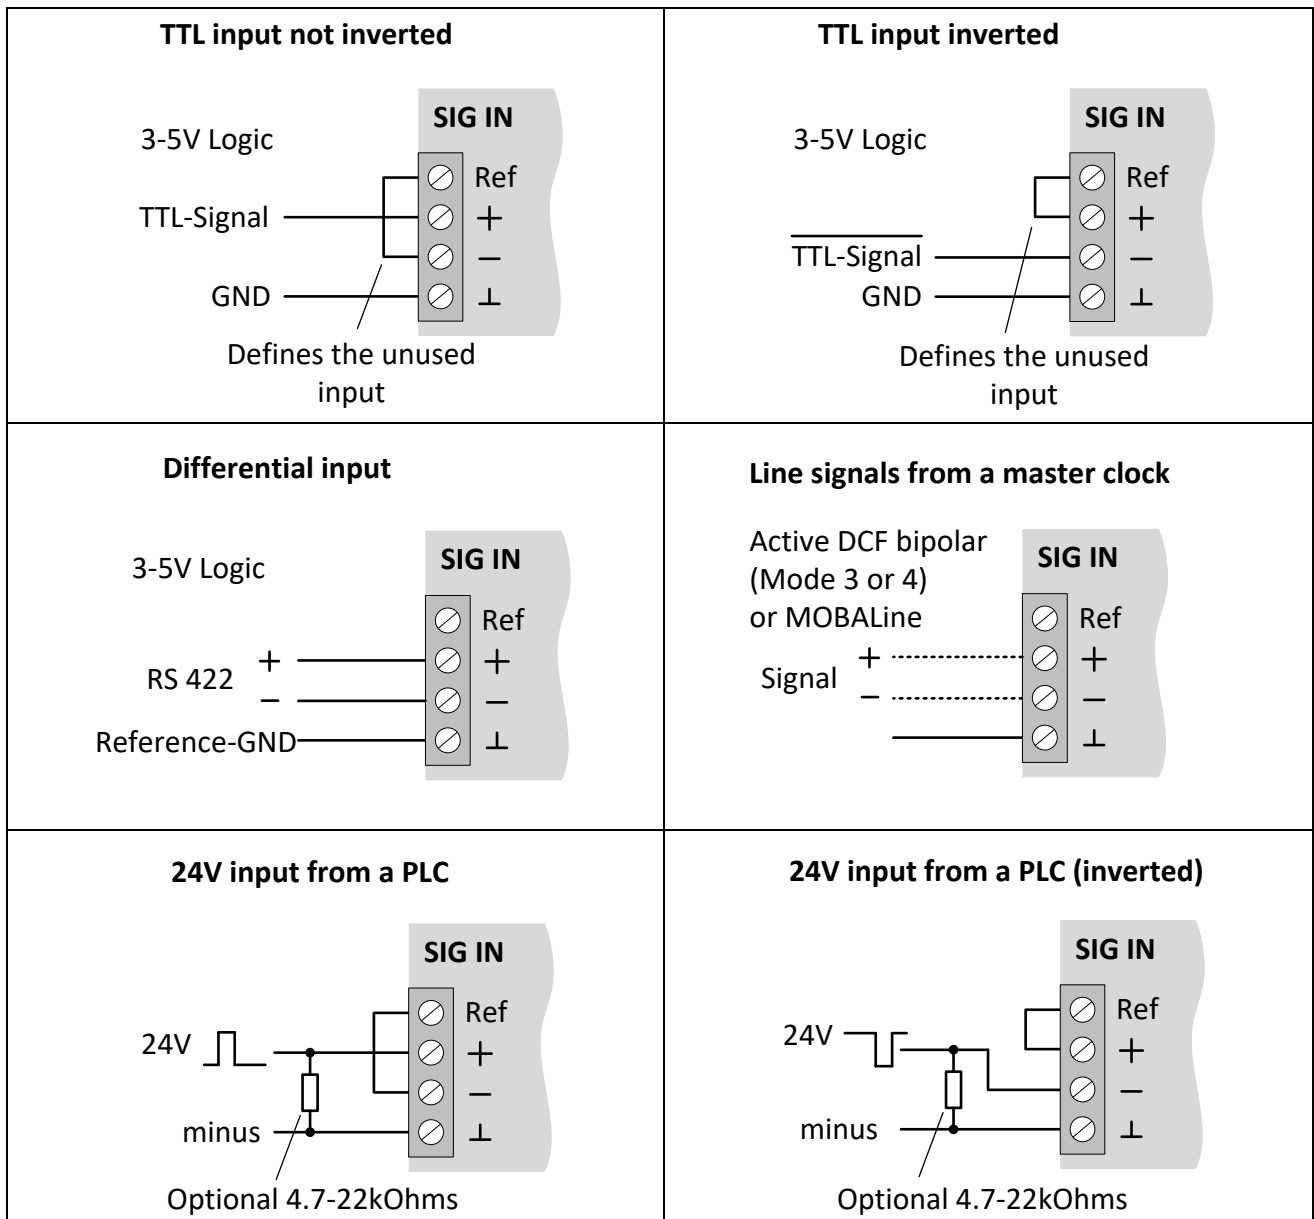 TTL input not inverted
SIG IN
3-5V Logic
Ref
TTL-Signal
+
−
GND
⊥
Defines the unused
input
TTL input inverted
SIG IN
3-5V Logic
Ref
+
TTL-Signal
−
GND
⊥
Defines the unused
input
Differential input
SIG IN
3-5V Logic
Ref
+ +
RS 422
− −
Reference-GND
⊥
Line signals from a master clock
Active DCF bipolar
(Mode 3 or 4)
or MOBALine
SIG IN
Ref
+ +
Signal
− −
⊥
24V input from a PLC
SIG IN
Ref
24V
+
−
minus
⊥
Optional 4.7-22kOhms
24V input from a PLC (inverted)
SIG IN
Ref
24V
+
−
minus
⊥
Optional 4.7-22kOhms